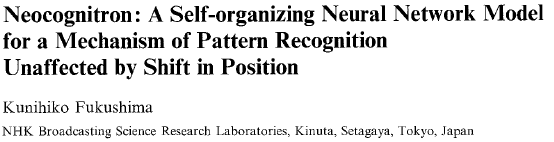 Neocognitron: A Self-organizing Neural Network Model
for a Mechanism of Pattern Recognition
Unaffected by Shift in Position
Kunihiko Fukushima
NHK Broadcasting Science Research Laboratories, Kinuta, Setagaya, Tokyo, Japan